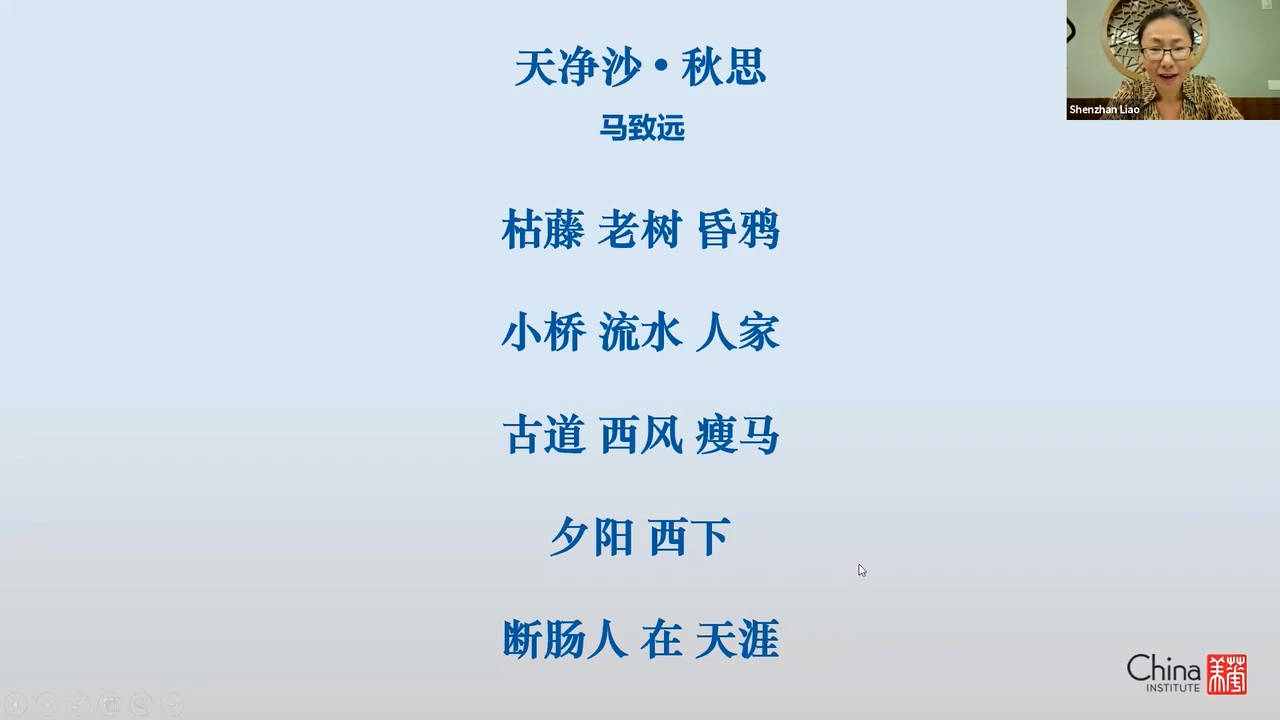 天净沙•秋思
马致远
枯藤 老树 昏鸦
小桥 流水 人家
古道 西风 瘦马
夕阳 西下
断肠人 在 天涯
Shenzhan Liao
China
INSTITUTE